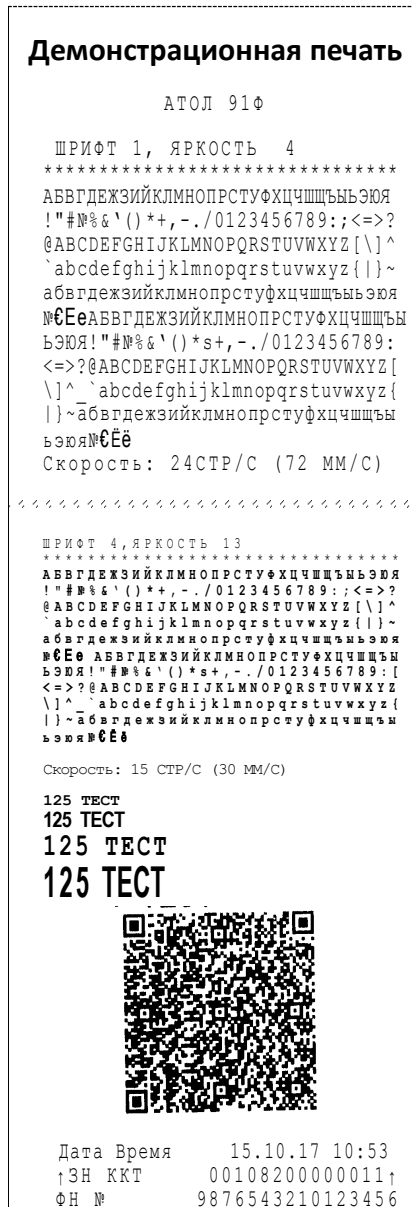 Демонстрационная печать
АТОЛ 91Ф
ШРИФТ 1, ЯРКОСТЬ 4
********************************
АБВГДЕЖЗИЙКЛМНОПРСТУФХЦЧШЩЪЫЬЭЮЯ
!"#№%&`()*+,-./0123456789:;<=>?
@ABCDEFGHIJKLMNOPQRSTUVWXYZ[\]^
`abcdefghijklmnopqrstuvwxyz{|}~
абвгдежзийклмнопрстуфхцчшщъыьэюя
№€ЕеАБВГДЕЖЗИЙКЛМНОПРСТУФХЦЧШЩЪЫ
ЬЭЮЯ!"#№%&`()*s+,-./0123456789:
<=>?@ABCDEFGHIJKLMNOPQRSTUVWXYZ[
\]^_`abcdefghijklmnopqrstuvwxyz{
|}~абвгдежзийклмнопрстуфхцчшщъы
ьэюя№€Ёё
Скорость: 24СТР/С (72 ММ/С)
ШРИФТ 4,ЯРКОСТЬ 13
********************************
АБВГДЕЖЗИЙКЛМНОПРСТУФХЦЧШЩЪЫЬЭЮЯ
!"#№%&`()*+,-./0123456789:;<=>?
@ABCDEFGHIJKLMNOPQRSTUVWXYZ[\]^
`abcdefghijklmnopqrstuvwxyz{|}~
абвгдежзийклмнопрстуфхцчшщъыьэюя
№€Ее АБВГДЕЖЗИЙКЛМНОПРСТУФХЦЧШЩЪЫ
ЬЭЮЯ!"#№%&`()*s+,-./0123456789:[
<=>?@ABCDEFGHIJKLMNOPQRSTUVWXYZ
\]^_`abcdefghijklmnopqrstuvwxyz{
|}~абвгдежзийклмнопрстуфхцчшщъы
ьэюя№€Ёё
Скорость: 15 СТР/С (30 ММ/С)
125 ТЕСТ
125 ТЕСТ
125 ТЕСТ
125 ТЕСТ
Дата Время 15.10.17 10:53
↑ЗН ККТ 00108200000011↑
ФН № 9876543210123456